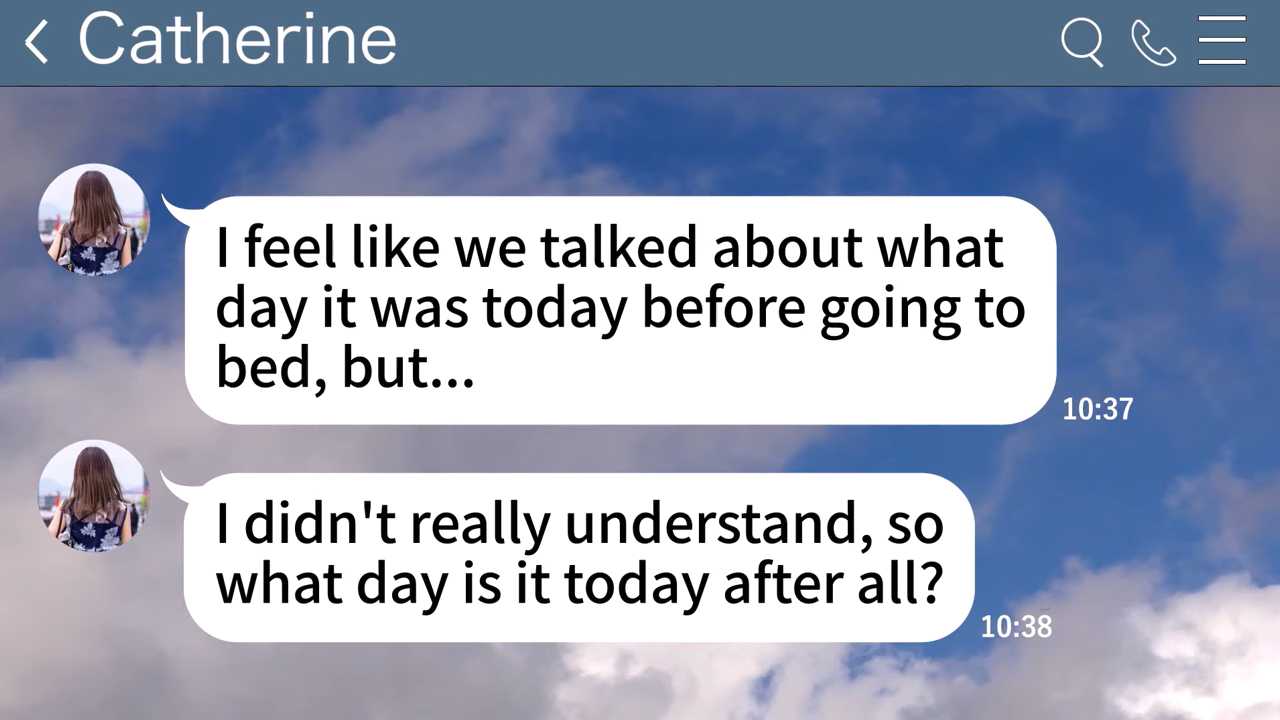 Catherine
I feel like we talked about what
day it was today before going to
bed, but...
10:37
I didn't really understand, so
what day is it today after all?
10:38